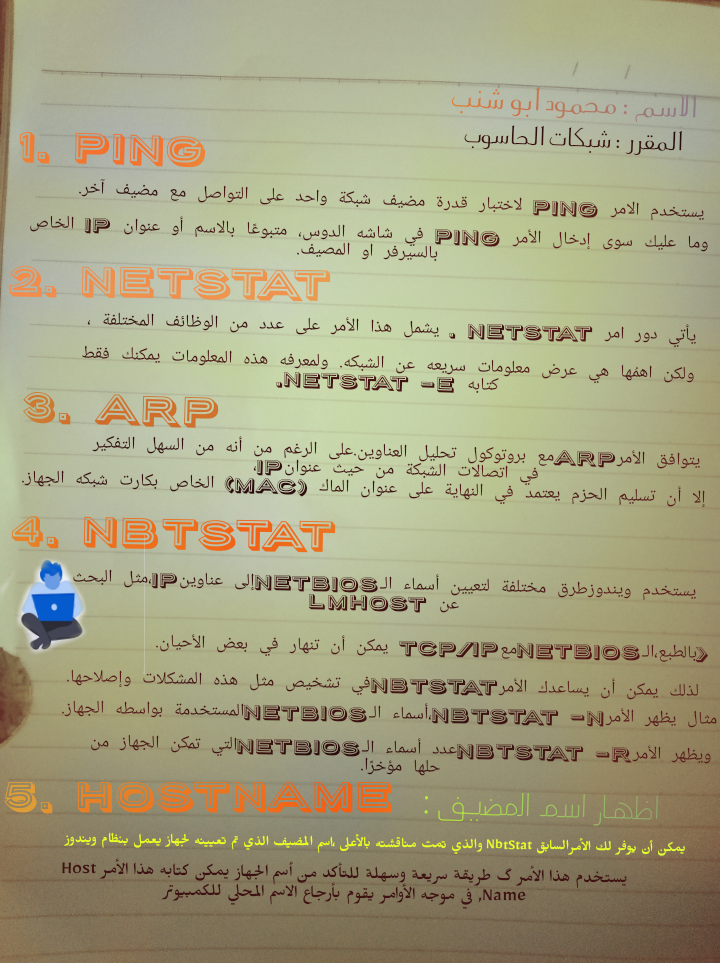 الاسم : محمود ابو شنب
المقرر : شبكات الحاسوب
1. PING
يستخدم الامر PING لاختبار قدرة مضيف شبكة واحد على التواصل مع مضيف آخر.
وما عليك سوى إدخال الأمر PING في شاشه الدوس، متبوعًا بالاسم أو عنوان IP الخاص
بالسيرفر او المصيف.
2. NETSTAT
يأتي دور امر NETSTAT . يشمل هذا الأمر على عدد من الوظائف المختلفة ،
ولكن اهمُها هي عرض معلومات سريعه عن الشبكه. ولمعرفه هذه المعلومات يمكنك فقط
كتابه NETSTAT -E.
3. ARP
يتوافق الأمرARPمع بروتوكول تحليل العناوين.على الرغم من أنه من السهل التفكير
في اتصالات الشبكة من حيث عنوانIP،
إلا أن تسليم الحزم يعتمد في النهاية على عنوان الماك (MAC) الخاص بكارت شبكه الجهاز.
4. NBTSTAT
يستخدم ويندوزطرق مختلفة لتعيين أسماء الـNETBIOSإلى عناوينIP،مثل البحث
عن LMHOST
《بالطبع،الـNETBIOSمعTCP/IP يمكن أن تنهار في بعض الأحيان.
لذلك يمكن أن يساعدك الأمرNBTSTATفي تشخيص مثل هذه المشكلات وإصلاحها.
مثال يظهر الأمرNBTSTAT -N،أسماء الـNETBIOSالمستخدمة بواسطه الجهاز.
ويظهر الأمرNBTSTAT -Rعدد أسماء الـNETBIOSالتي تمكن الجهاز من
حلها مؤخرًا.
5. HOSTNAME اظهار اسم المضيف :
يمكن أن يوفر لك الأمرالسابق NbtStat والذي تمت مناقشته بالأعلى ،اسم المضيف الذي تم تعيينه لجهاز يعمل بنظام ويندوز
يستخدم هذا الأمر ك طريقة سريعة وسهلة للتأكد من أسم الجهاز يمكن كتابه هذا الأمر Host
Name, في موجه الأوامر يقوم بأرجاع الاسم المحلي للكمبيوتر